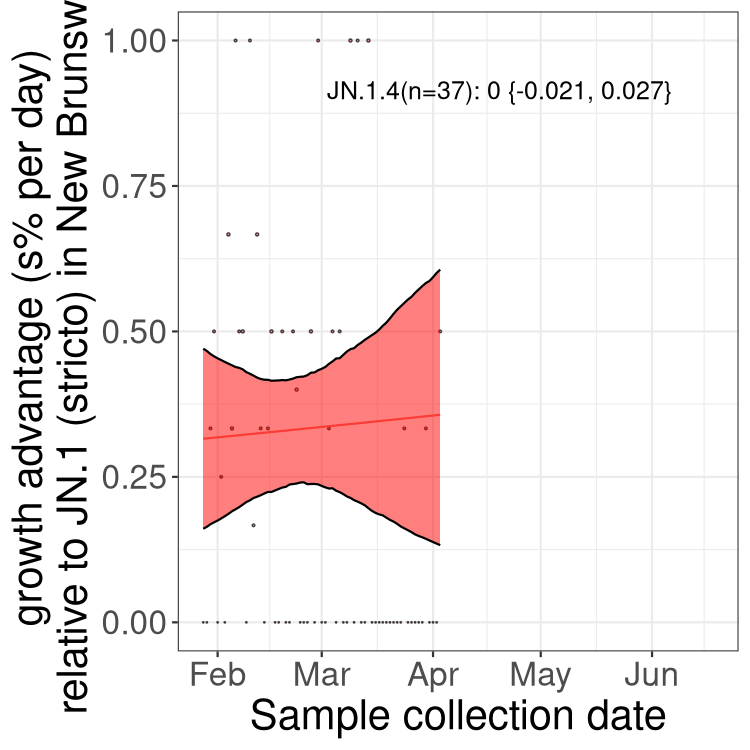 growth advantage (s% per day)
relative to JN.1 (stricto) in New Brunsw
1.00
0.75
0.50
0.25
0.00
JN.1.4(n=37): 0 {-0.021, 0.027}
Feb Mar Apr May Jun
Sample collection date